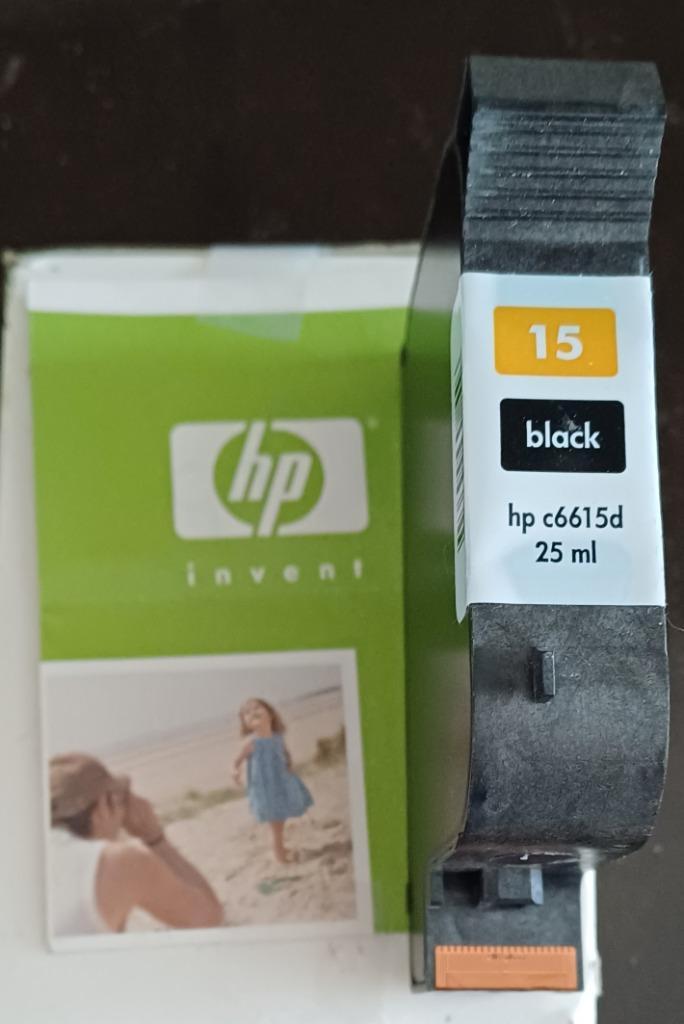 hp
invent
15
black
hp c6615d
25 ml